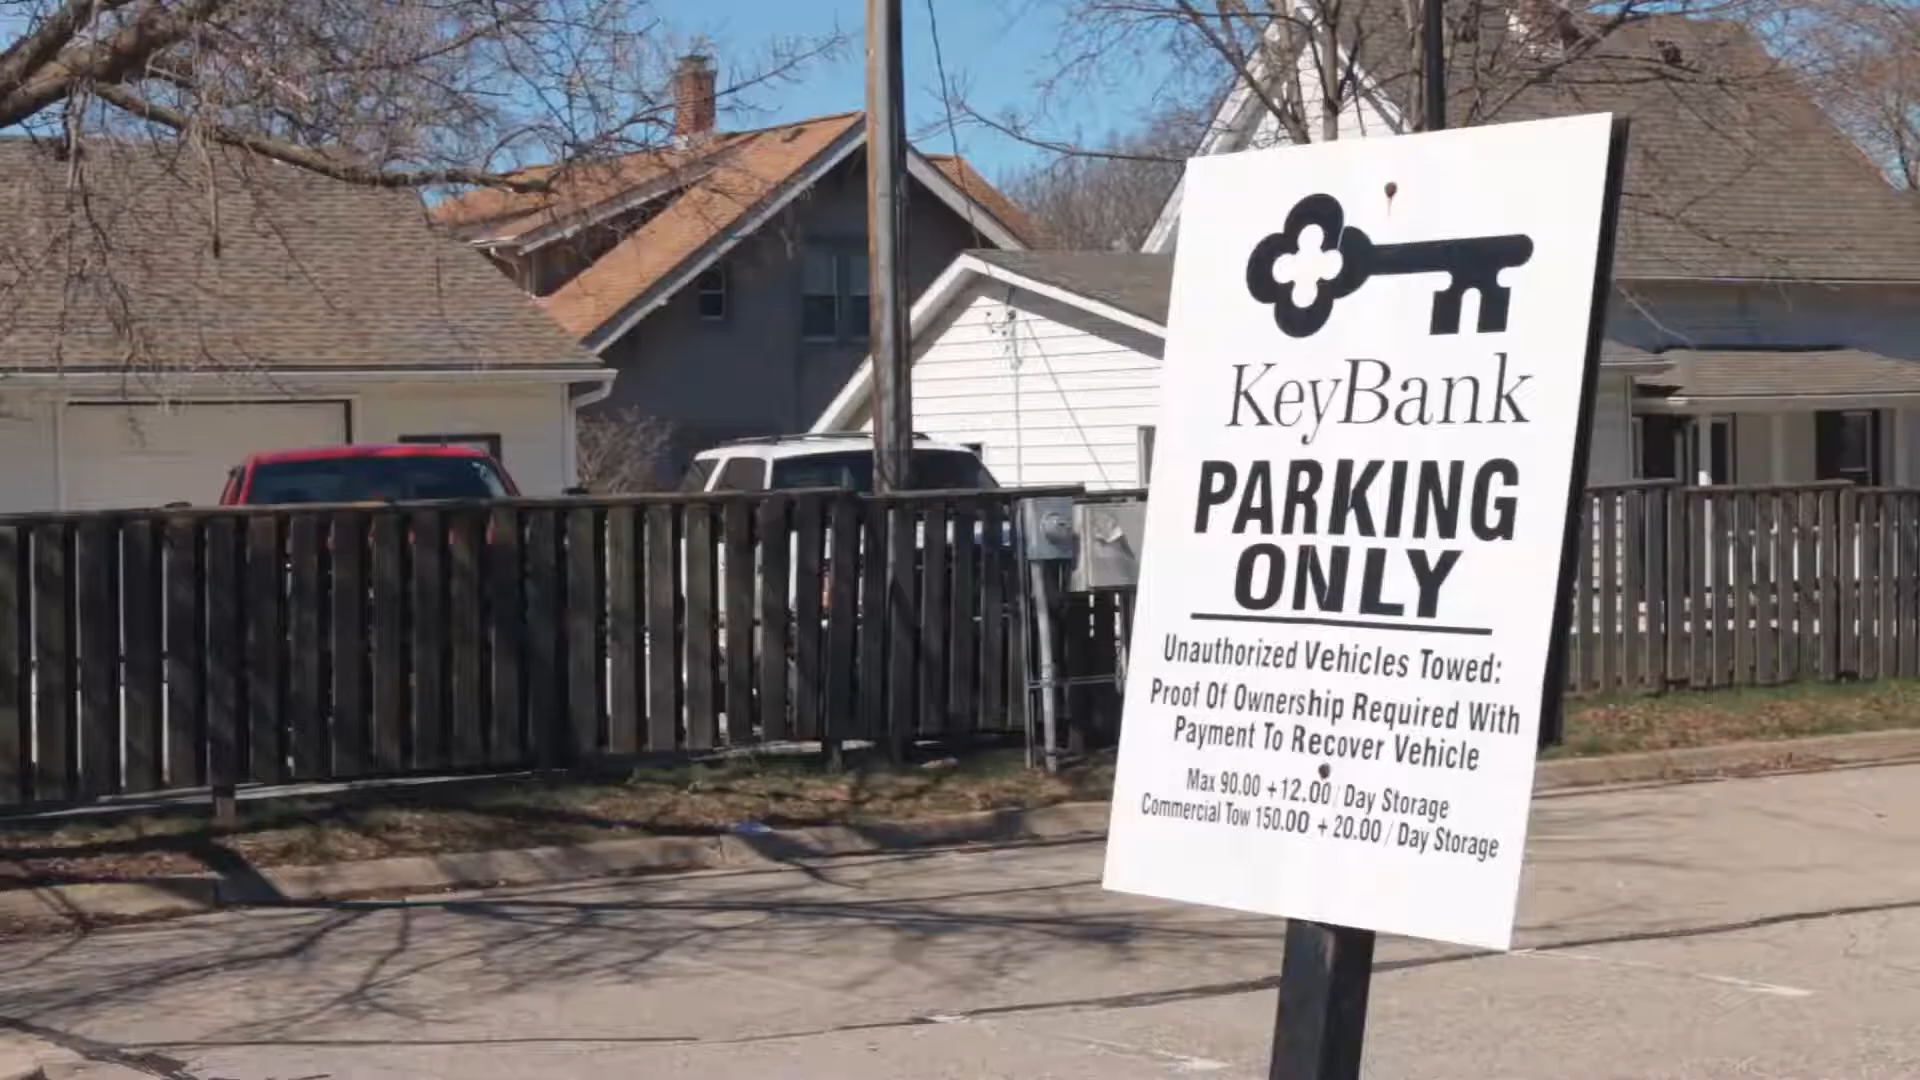 KeyBank
PARKING
ONLY
Unauthorized Vehicles Towed:
Proof Of Ownership Required With
Payment To Recover Vehicle
Max 90.00 + 12.00 / Day Storage
Commercial Tow 150.00 + 20.00 / Day Storage